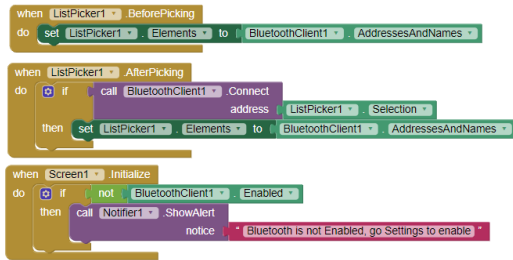 when ListPicker1 .BeforePicking
do set ListPicker1 . Elements to BluetoothClient1 . AddressesAndNames
when ListPicker1 .AfterPicking
do if call BluetoothClient1 .Connect
address ListPicker1 . Selection
then set ListPicker1 . Elements to BluetoothClient1 . AddressesAndNames
when Screen1 .Initialize
do if not BluetoothClient1 . Enabled
then call Notifier1 .ShowAlert
notice " Bluetooth is not Enabled, go Settings to enable "